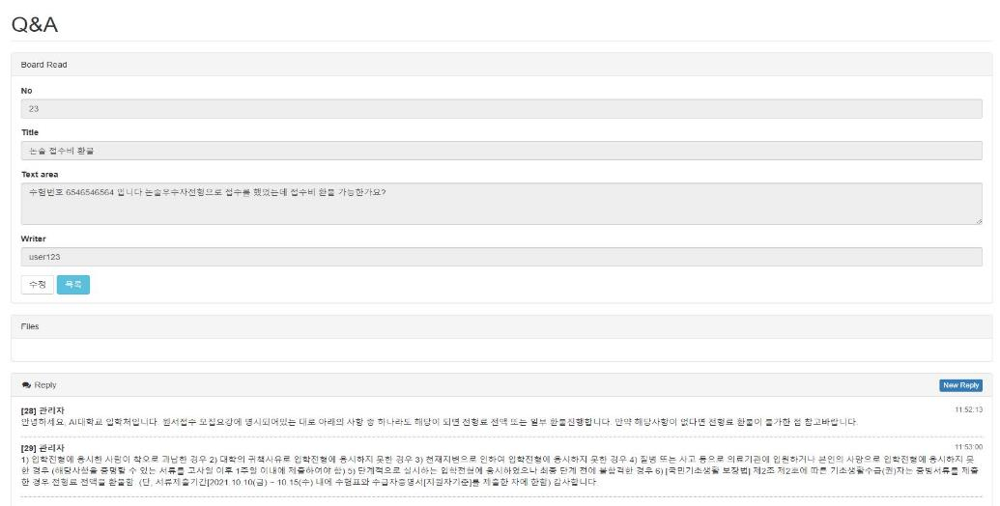 Q&A
Board Read
No
23
Title
논술 접수비 환불
Text area
수험번호 6546546564 입니다 논술우수자전형으로 접수를 했었는데 접수비 환불 가능한가요?
Writer
user123
수정 목록
Files
Reply New Reply
[28] 관리자 11:52:13
안녕하세요, AI대학교 입학처입니다. 원서접수 모집요강에 명시되어있는 대로 아래의 사항 중 하나라도 해당이 되면 전형료 전액 또는 일부 환불진행합니다. 만약 해당사항이 없다면 전형료 환불이 불가한 점 참고바랍니다.
[29] 관리자 11:53:00
1) 입학전형에 응시한 사람이 착오로 과납한 경우 2) 대학의 귀책사유로 입학전형에 응시하지 못한 경우 3) 천재지변으로 인하여 입학전형에 응시하지 못한 경우 4) 질병 또는 사고 등으로 의료기관에 입원하거나 본인의 사망으로 입학전형에 응시하지 못
한 경우 (해당사항을 증명할 수 있는 서류를 고사일 이후 1주일 이내에 제출하여야 함) 5) 단계적으로 실시하는 입학전형에 응시하였으나 최종 단계 전에 불합격한 경우 6) [국민기초생활 보장법] 제2조 제2호에 따른 기초생활수급(권)자는 증빙서류를 제출
한 경우 전형료 전액을 환불함. (단, 서류제출기간[2021.10.10(금) ~ 10.15(수) 내에 수험표와 수급자증명서[지원자기준]를 제출한 자에 한함) 감사합니다.